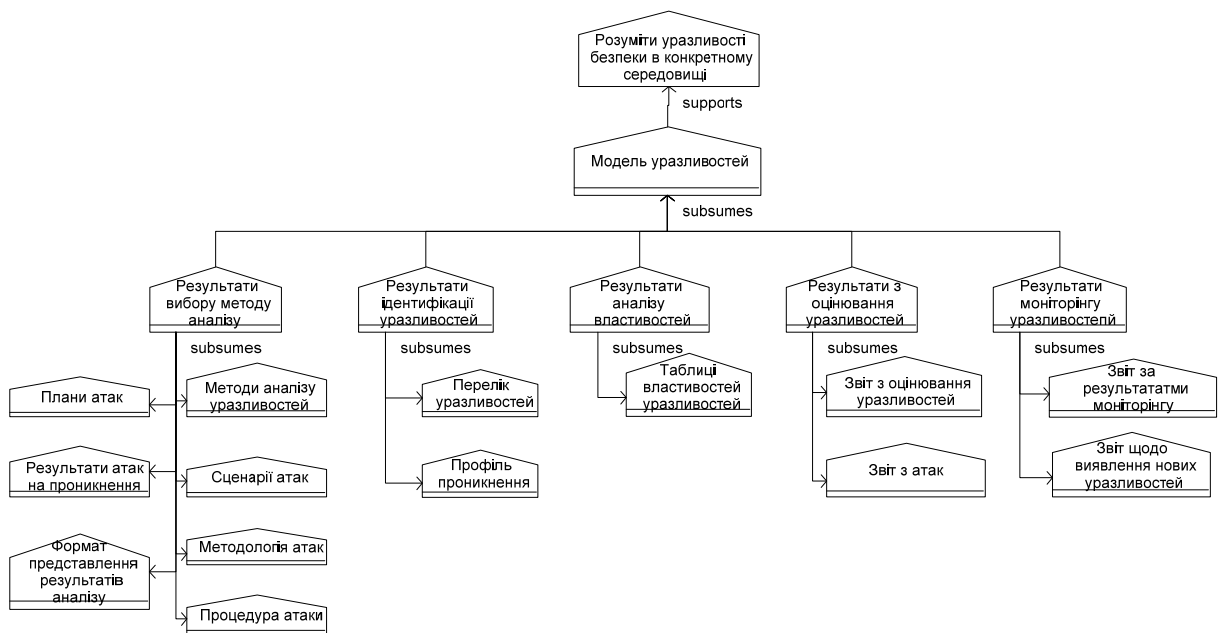 Розуміти уразливості
безпеки в конкретному
середовищі
supports
Модель уразливостей
subsumes
Результати
вибору методу
аналізу
Результати
ідентифікації
уразливостей
Результати
аналізу
властивостей
Результати з
оцінювання
уразливостей
Результати
моніторінгу
уразливостепй
subsumes
subsumes
subsumes
subsumes
subsumes
Плани атак
Методи аналізу
уразливостей
Перелік
уразливостей
Таблиці
властивостей
уразливостей
Звіт з оцінювання
уразливостей
Звіт за
результататми
моніторінгу
Результати атак
на проникнення
Сценарії атак
Профіль
проникнення
Звіт з атак
Звіт щодо
виявлення нових
уразливостей
Формат
представлення
результатів
аналізу
Методологія атак
Процедура атаки